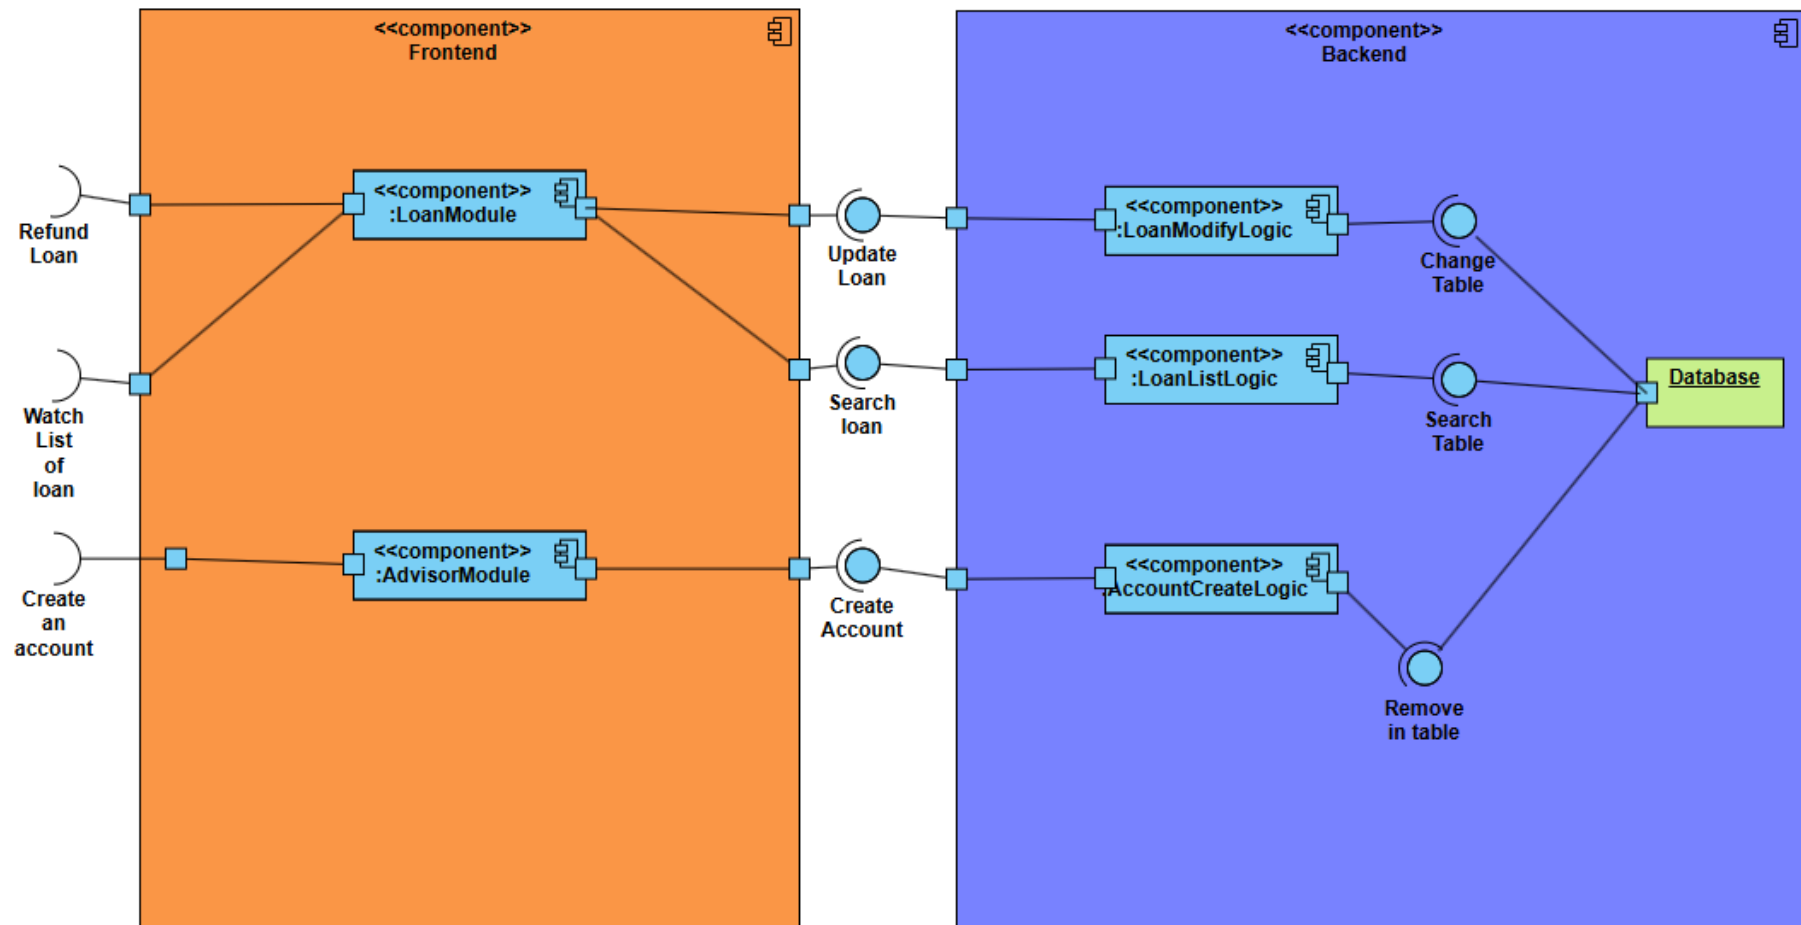 <<component>>
Frontend
<<component>>
Backend
<<component>>
:LoanModule
Refund
Loan
Update
Loan
<<component>>
:LoanModifyLogic
Change
Table
Watch
List
of
loan
Search
loan
<<component>>
:LoanListLogic
Search
Table
Database
Create
an
account
<<component>>
:AdvisorModule
Create
Account
<<component>>
:AccountCreateLogic
Remove
in table